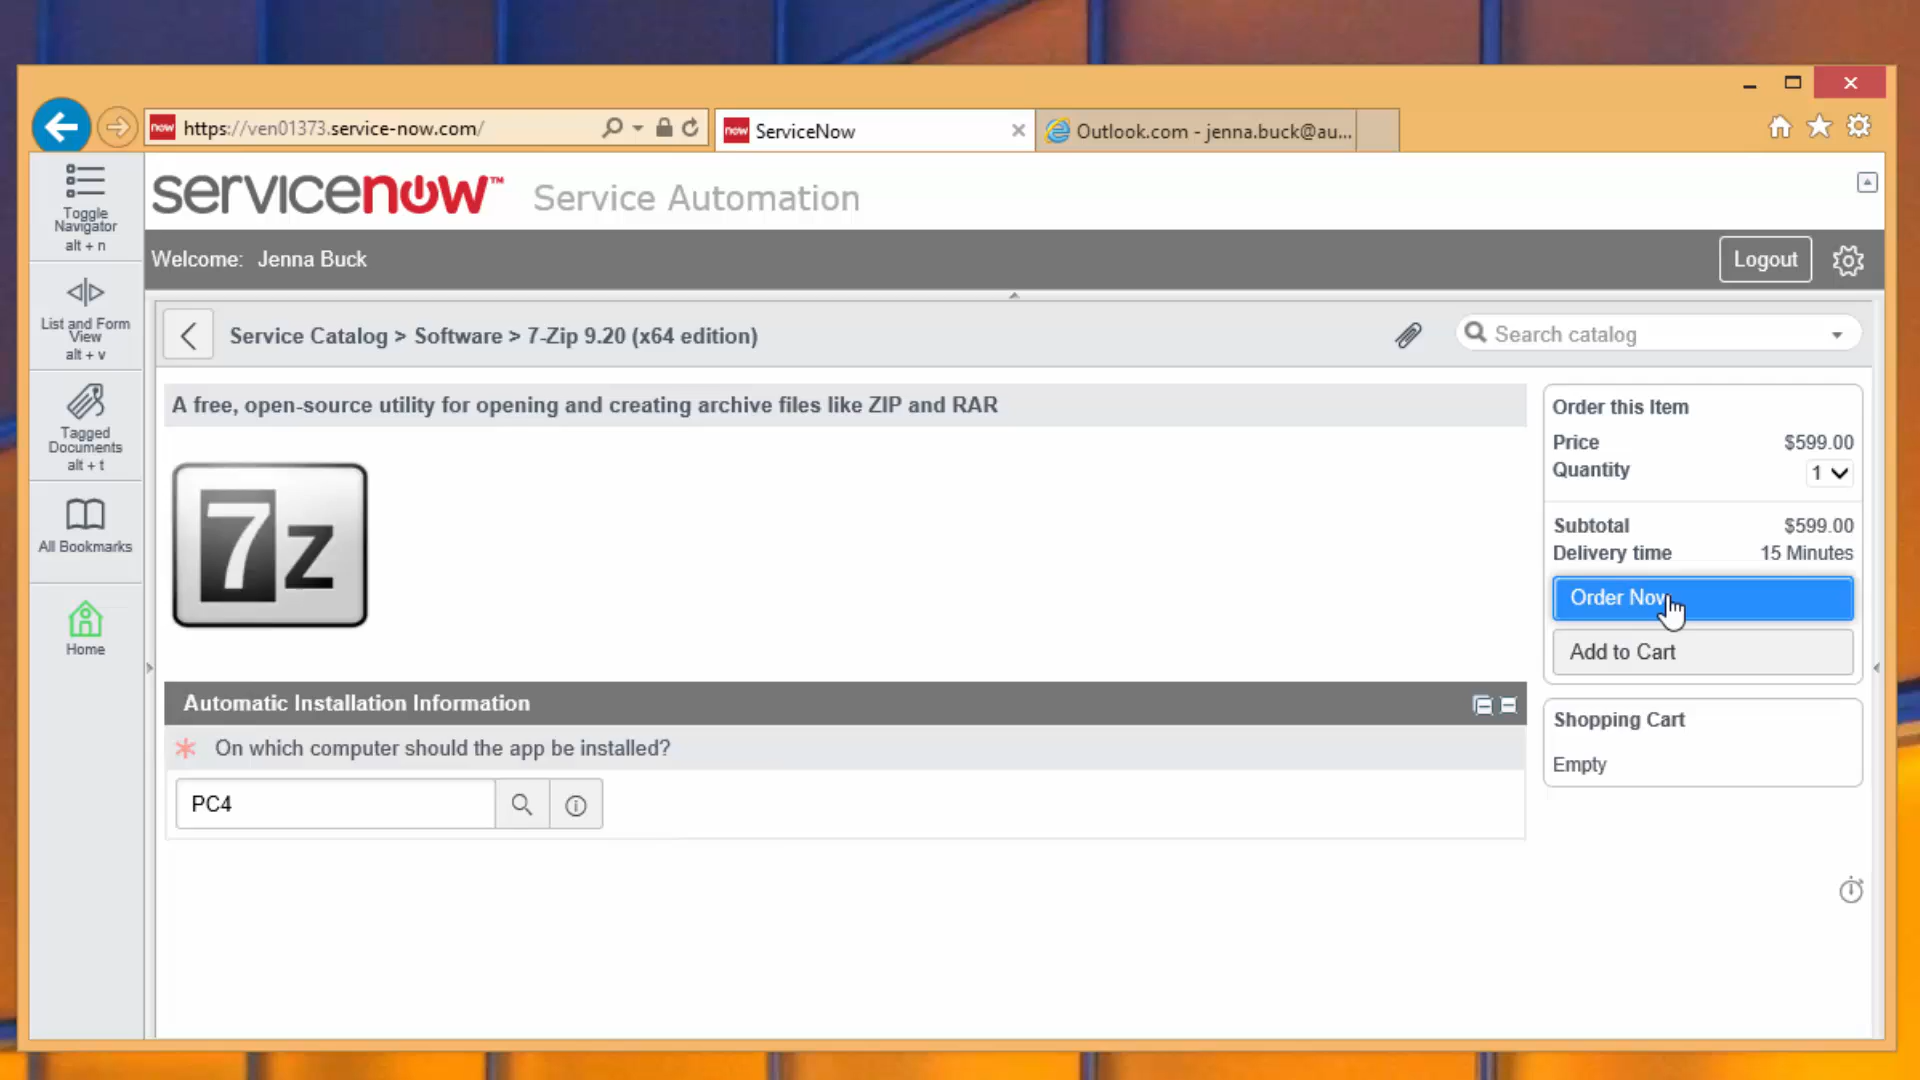 https://ven01373.service-now.com/
now ServiceNow
Outlook.com - jenna.buck@au...
Toggle
Navigator
alt + n
servicenow™ Service Automation
Welcome: Jenna Buck
Logout
List and Form
View
alt + v
Service Catalog > Software > 7-Zip 9.20 (x64 edition)
Search catalog
Tagged
Documents
alt + t
All Bookmarks
Home
A free, open-source utility for opening and creating archive files like ZIP and RAR
7z
Automatic Installation Information
On which computer should the app be installed?
PC4
Order this Item
Price $599.00
Quantity 1
Subtotal $599.00
Delivery time 15 Minutes
Order Now
Add to Cart
Shopping Cart
Empty